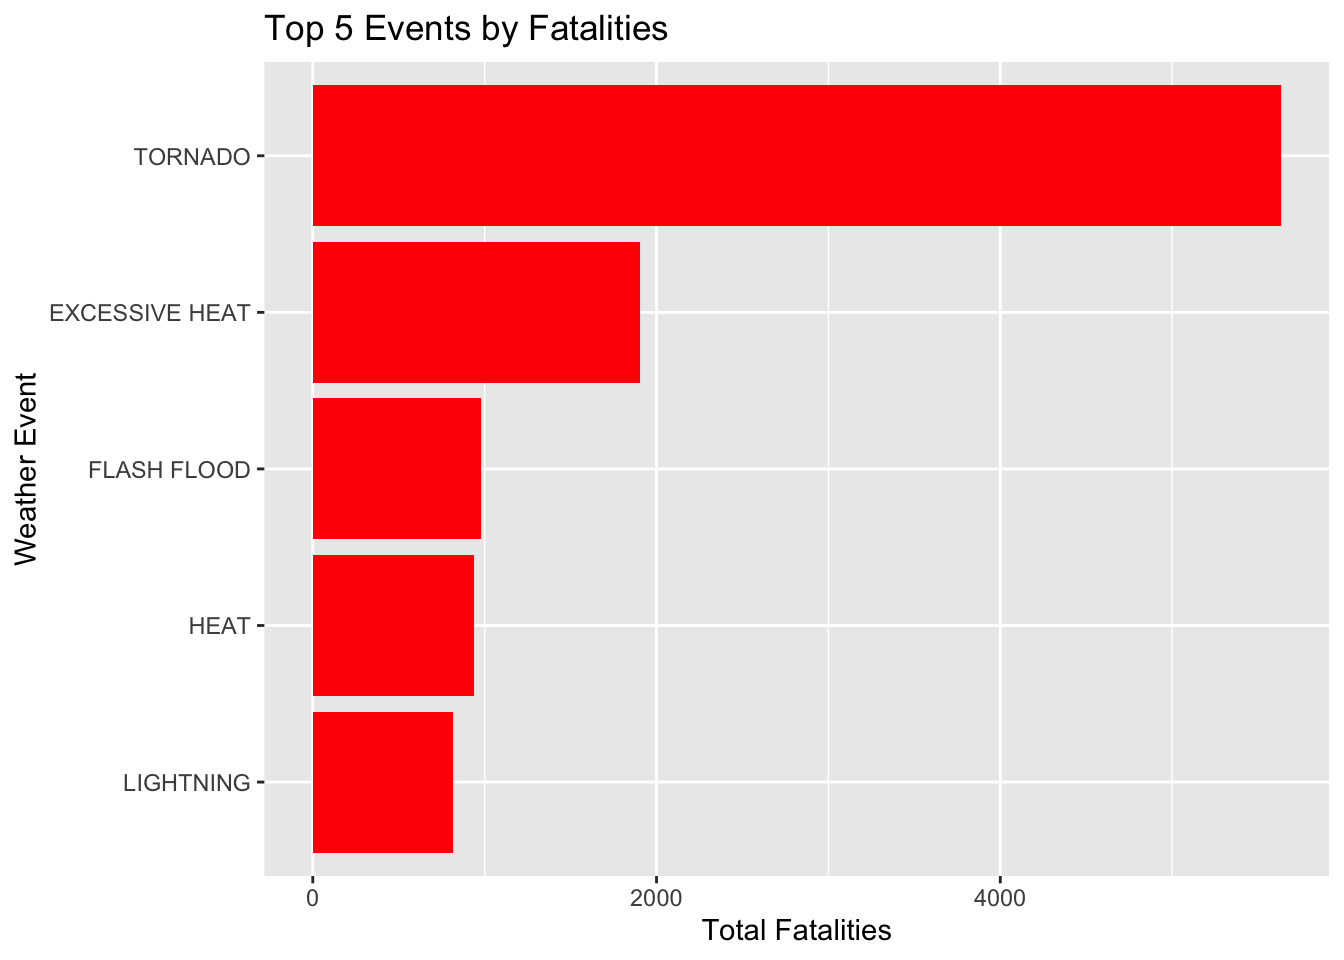 Top 5 Events by Fatalities
Weather Event
TORNADO
EXCESSIVE HEAT
FLASH FLOOD
HEAT
LIGHTNING
0 2000 4000
Total Fatalities